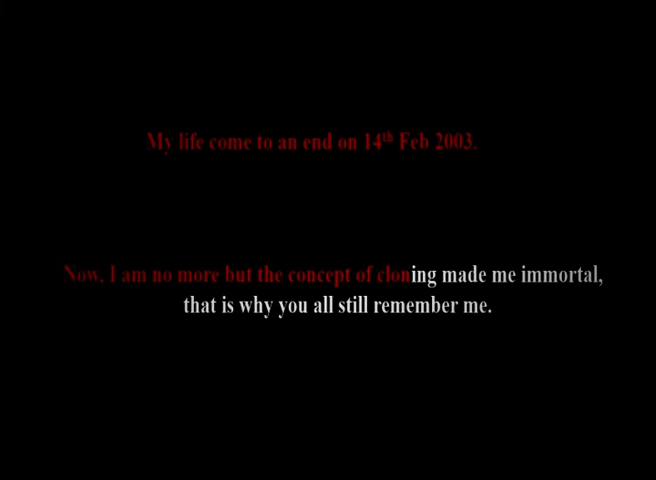 My life come to an end on 14th Feb 2003.
Now, I am no more but the concept of cloning made me immortal,
that is why you all still remember me.